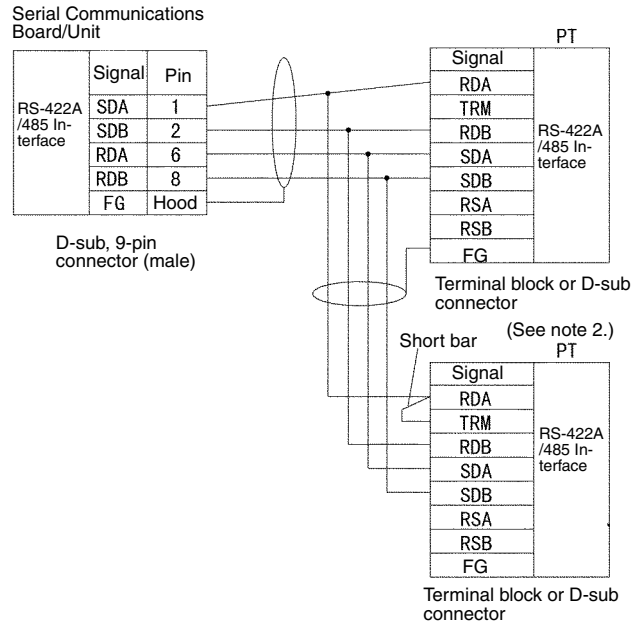 Serial Communications
Board/Unit
Signal Pin
RS-422A
/485 In-
terface
SDA 1
SDB 2
RDA 6
RDB 8
FG Hood
D-sub, 9-pin
connector (male)
PT
Signal
RDA
TRM
RDB
SDA
SDB
RSA
RSB
FG
RS-422A
/485 In-
terface
Terminal block or D-sub
connector
(See note 2.)
Short bar
PT
Signal
RDA
TRM
RDB
SDA
SDB
RSA
RSB
FG
RS-422A
/485 In-
terface
Terminal block or D-sub
connector